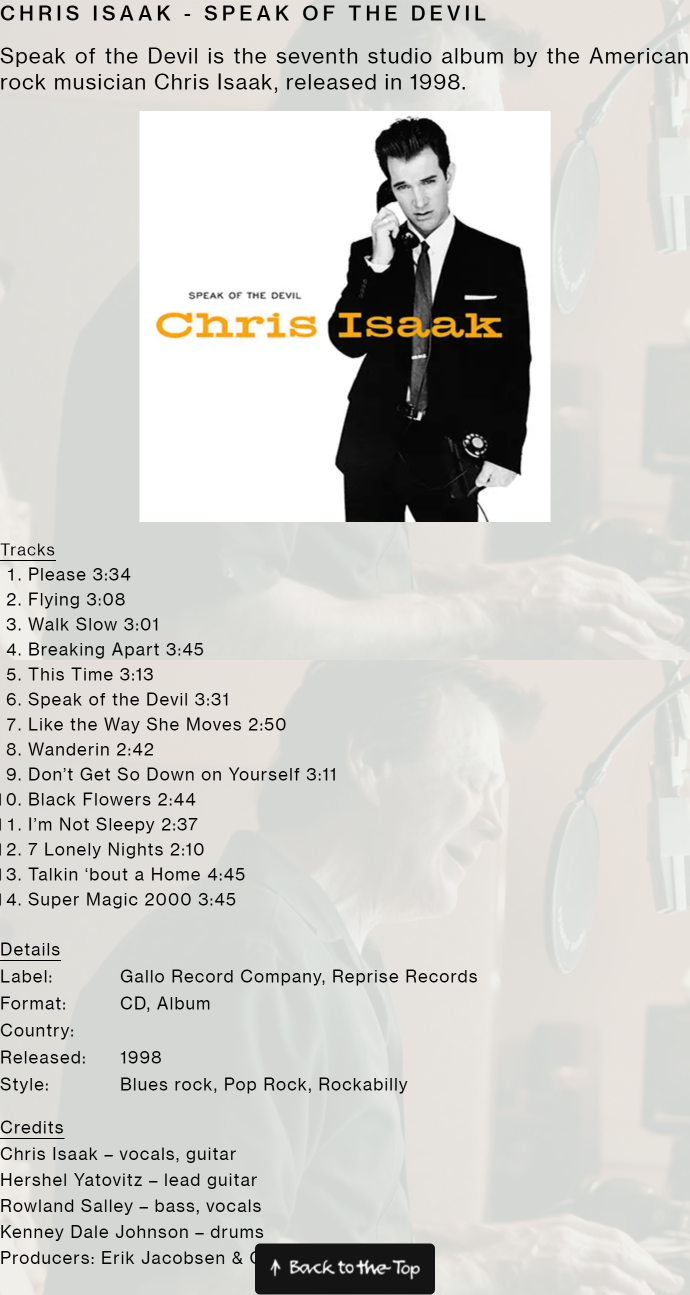 CHRIS ISAAK - SPEAK OF THE DEVIL
Speak of the Devil is the seventh studio album by the American
rock musician Chris Isaak, released in 1998.
SPEAK OF THE DEVIL
Chris Isaak
Tracks
1. Please 3:34
2. Flying 3:08
3. Walk Slow 3:01
4. Breaking Apart 3:45
5. This Time 3:13
6. Speak of the Devil 3:31
7. Like the Way She Moves 2:50
8. Wanderin 2:42
9. Don’t Get So Down on Yourself 3:11
10. Black Flowers 2:44
11. I’m Not Sleepy 2:37
12. 7 Lonely Nights 2:10
13. Talkin ‘bout a Home 4:45
14. Super Magic 2000 3:45
Details
Label: Gallo Record Company, Reprise Records
Format: CD, Album
Country:
Released: 1998
Style: Blues rock, Pop Rock, Rockabilly
Credits
Chris Isaak – vocals, guitar
Hershel Yatovitz – lead guitar
Rowland Salley – bass, vocals
Kenney Dale Johnson – drums
Producers: Erik Jacobsen &
↑ Back to the Top